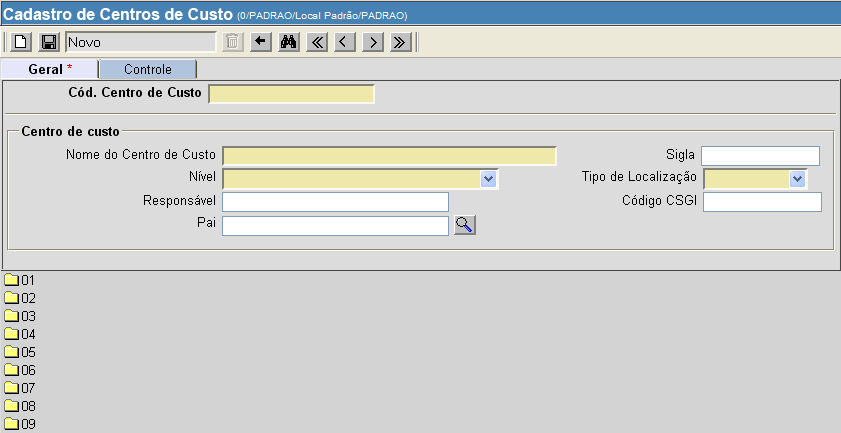 Cadastro de Centros de Custo (0/PADRAO/Local Padrão/PADRAO)
Novo
Geral * Controle
Cód. Centro de Custo
Centro de custo
Nome do Centro de Custo Sigla
Nível Tipo de Localização
Responsável Código CSGI
Pai
01
02
03
04
05
06
07
08
09